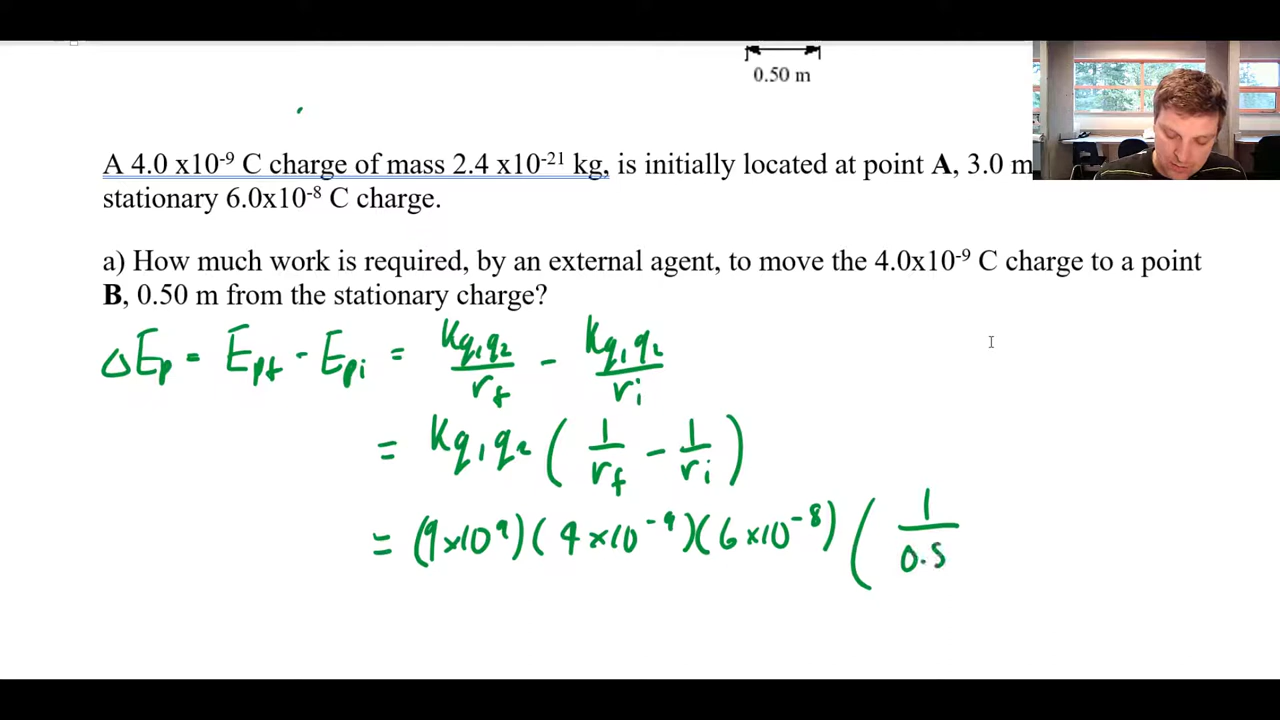 0.50 m
A 4.0 x10⁻⁹ C charge of mass 2.4 x10⁻²¹ kg, is initially located at point A, 3.0 m
stationary 6.0x10⁻⁸ C charge.
a) How much work is required, by an external agent, to move the 4.0x10⁻⁹ C charge to a point
B, 0.50 m from the stationary charge?
ΔEp = Epf - Epi = kq₁q₂/rf - kq₁q₂/ri
= kq₁q₂ ( 1/rf - 1/ri )
= (9x10⁹)(4x10⁻⁹)(6x10⁻⁸) ( 1/0.5